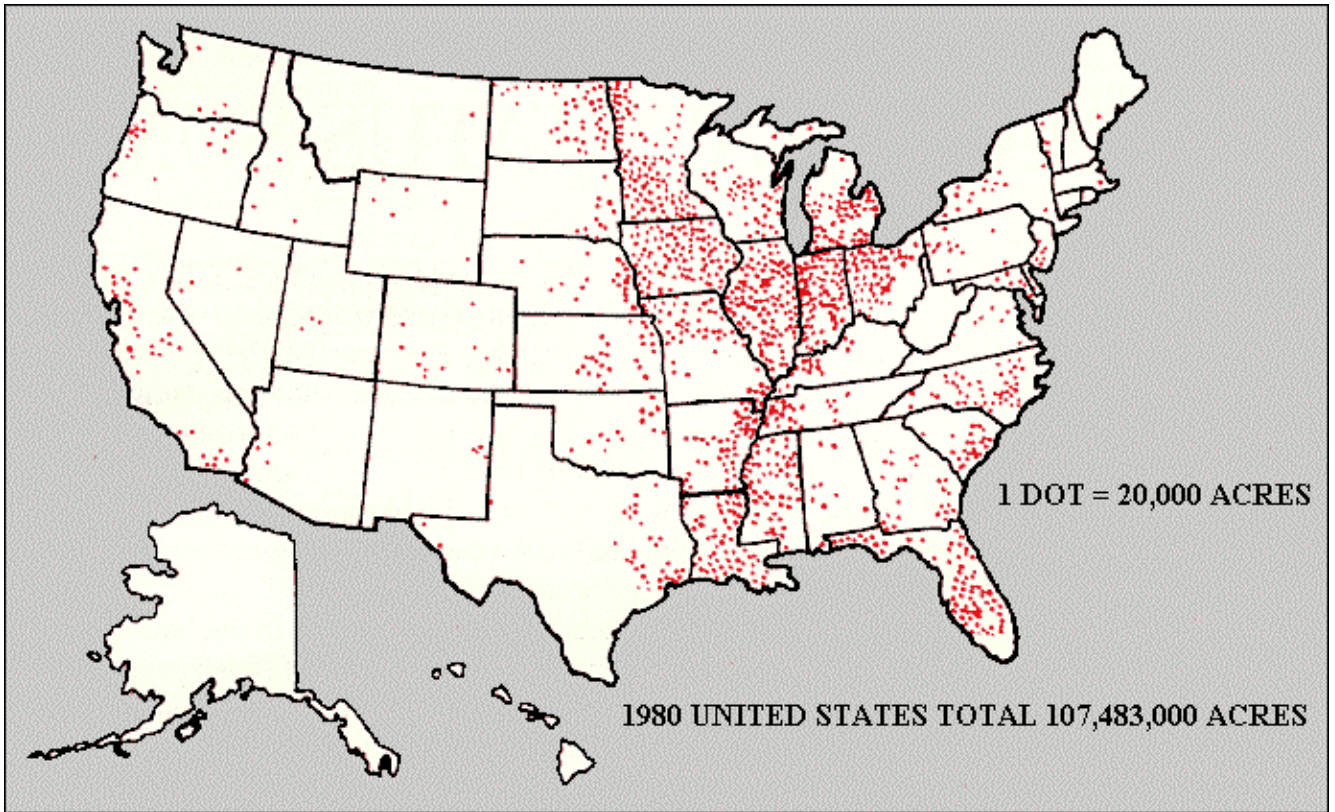 1 DOT = 20,000 ACRES
1980 UNITED STATES TOTAL 107,483,000 ACRES